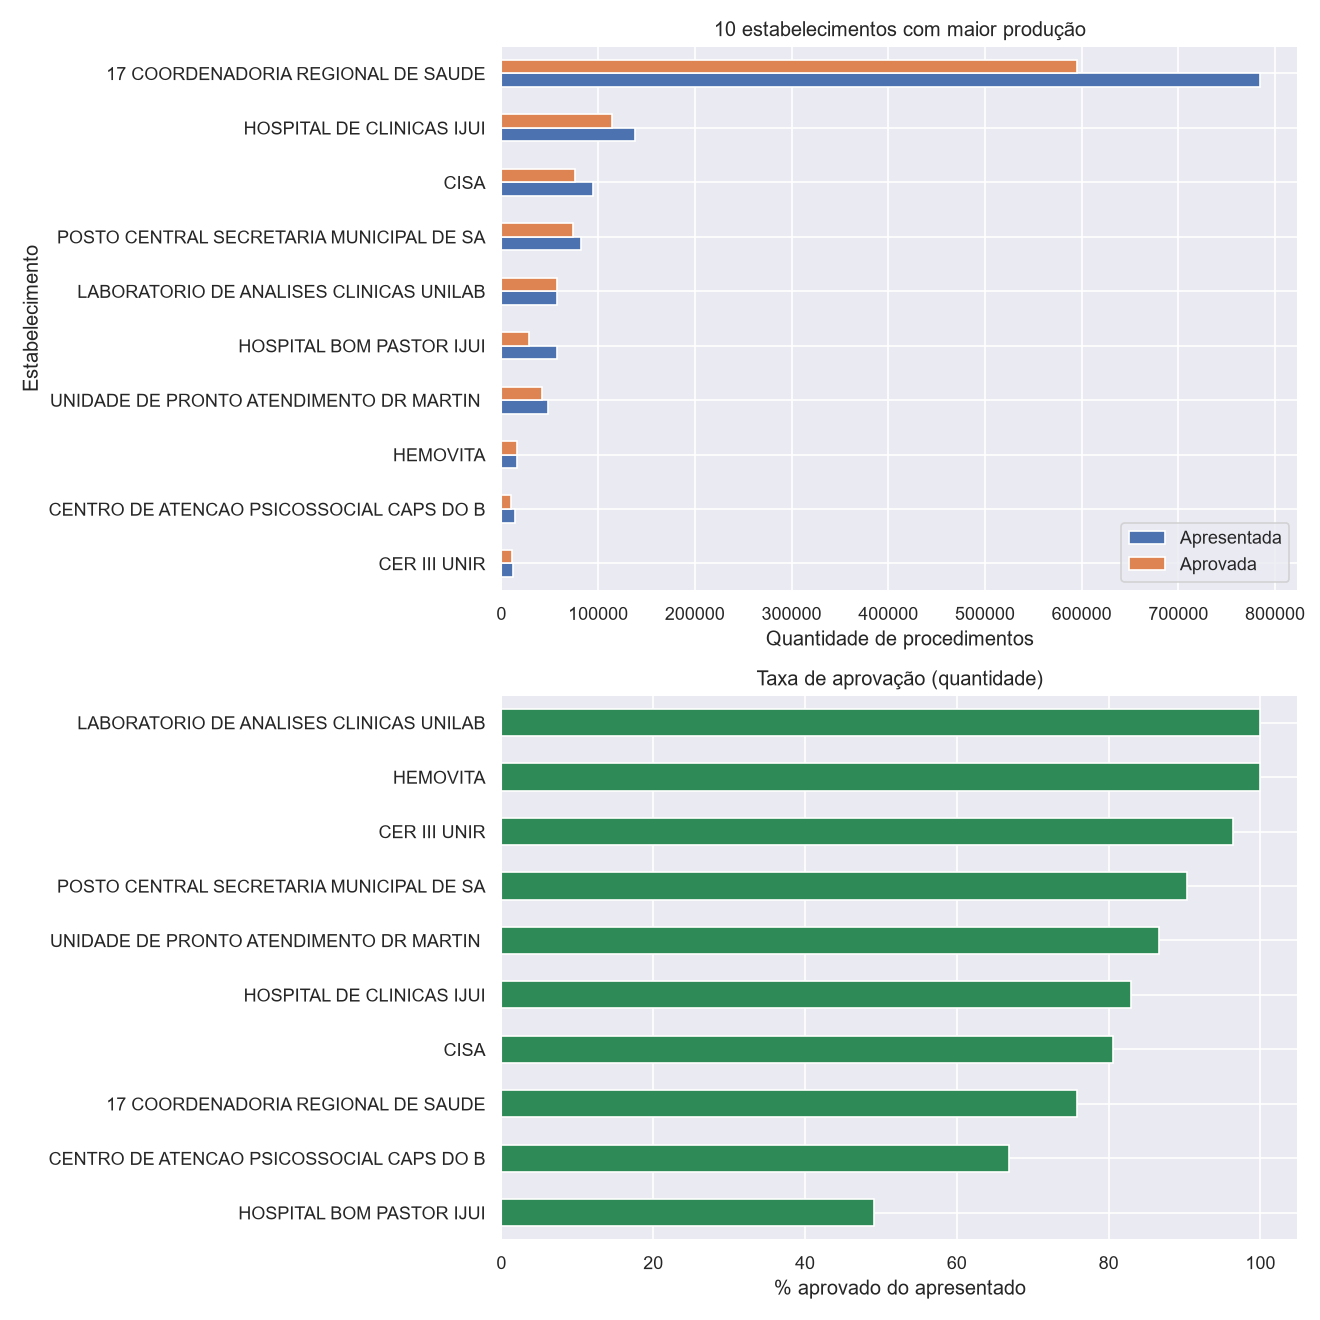 10 estabelecimentos com maior produção
Estabelecimento
17 COORDENADORIA REGIONAL DE SAUDE
HOSPITAL DE CLINICAS IJUI
CISA
POSTO CENTRAL SECRETARIA MUNICIPAL DE SA
LABORATORIO DE ANALISES CLINICAS UNILAB
HOSPITAL BOM PASTOR IJUI
UNIDADE DE PRONTO ATENDIMENTO DR MARTIN
HEMOVITA
CENTRO DE ATENCAO PSICOSSOCIAL CAPS DO B
CER III UNIR
Apresentada
Aprovada
0 100000 200000 300000 400000 500000 600000 700000 800000
Quantidade de procedimentos
Taxa de aprovação (quantidade)
LABORATORIO DE ANALISES CLINICAS UNILAB
HEMOVITA
CER III UNIR
POSTO CENTRAL SECRETARIA MUNICIPAL DE SA
UNIDADE DE PRONTO ATENDIMENTO DR MARTIN
HOSPITAL DE CLINICAS IJUI
CISA
17 COORDENADORIA REGIONAL DE SAUDE
CENTRO DE ATENCAO PSICOSSOCIAL CAPS DO B
HOSPITAL BOM PASTOR IJUI
0 20 40 60 80 100
% aprovado do apresentado